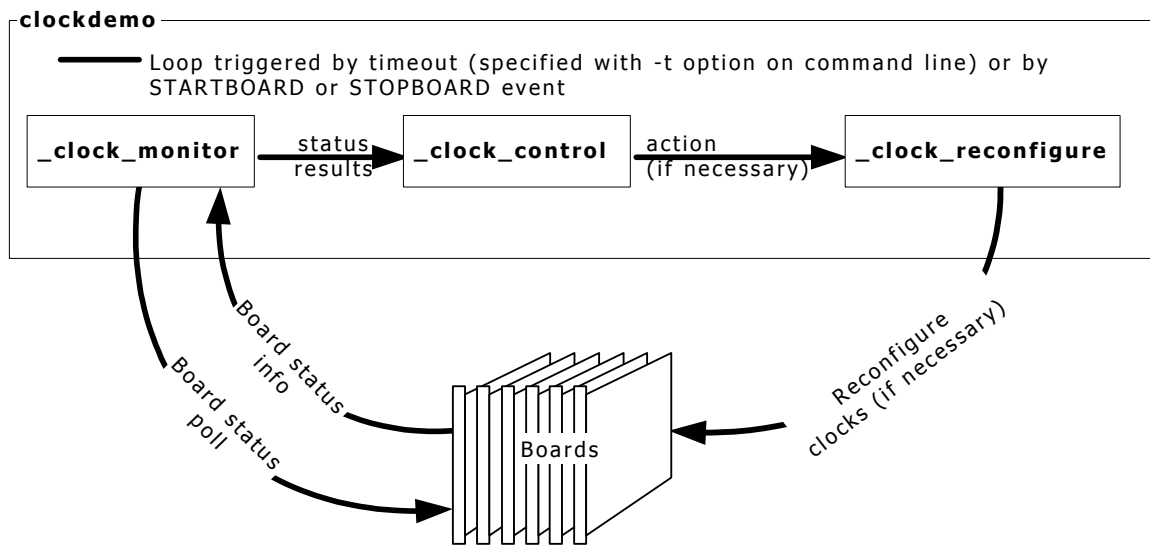 clockdemo
Loop triggered by timeout (specified with -t option on command line) or by
STARTBOARD or STOPBOARD event
_clock_monitor
status
results
_clock_control
action
(if necessary)
_clock_reconfigure
Board status
info
Board status
poll
Reconfigure
clocks (if necessary)
Boards